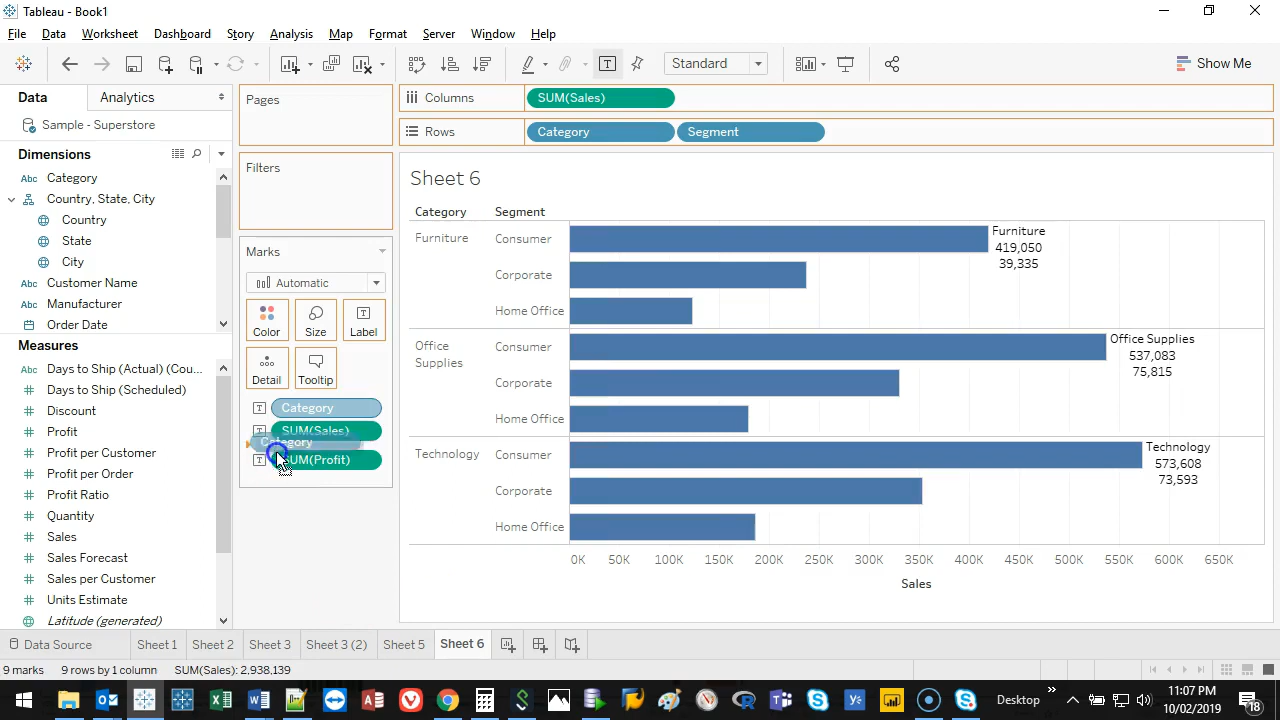 Tableau - Book1
File Data Worksheet Dashboard Story Analysis Map Format Server Window Help
Standard
Show Me
Data Analytics
Sample - Superstore
Dimensions
Abc Category
Country, State, City
Country
State
City
Abc Customer Name
Abc Manufacturer
Order Date
Measures
Abc Days to Ship (Actual) (Cou...
# Days to Ship (Scheduled)
# Discount
# Profit
# Profit per Customer
# Profit per Order
# Profit Ratio
# Quantity
# Sales
# Sales Forecast
# Sales per Customer
# Units Estimate
Latitude (generated)
Pages
Filters
Marks
Automatic
Color Size Label
Detail Tooltip
T Category
T SUM(Sales)
Category
T SUM(Profit)
Columns SUM(Sales)
Rows Category Segment
Sheet 6
Category Segment
Furniture Consumer
Corporate
Home Office
Office Supplies Consumer
Corporate
Home Office
Technology Consumer
Corporate
Home Office
Furniture
419,050
39,335
Office Supplies
537,083
75,815
Technology
573,608
73,593
0K 50K 100K 150K 200K 250K 300K 350K 400K 450K 500K 550K 600K 650K
Sales
Data Source Sheet 1 Sheet 2 Sheet 3 Sheet 3 (2) Sheet 5 Sheet 6
9 marks 9 rows by 1 column SUM(Sales): 2,938,139
Desktop
11:07 PM
10/02/2019
18